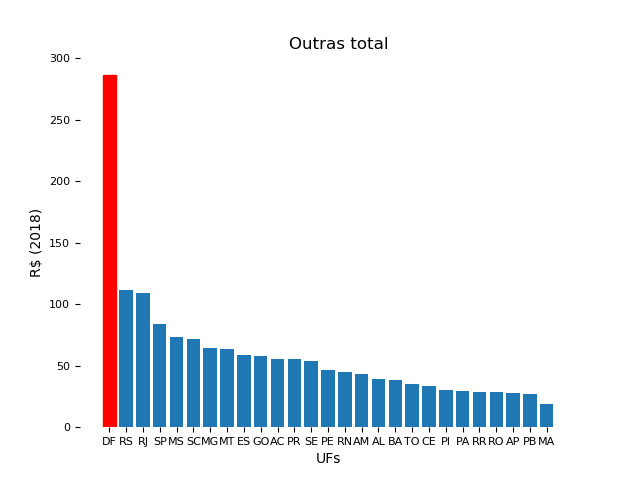 Outras total
300
250
200
150
100
50
0
R$ (2018)
DF RS RJ SP MS SC MG MT ES GO AC PR SE PE RN AM AL BA TO CE PI PA RR RO AP PB MA
UFs